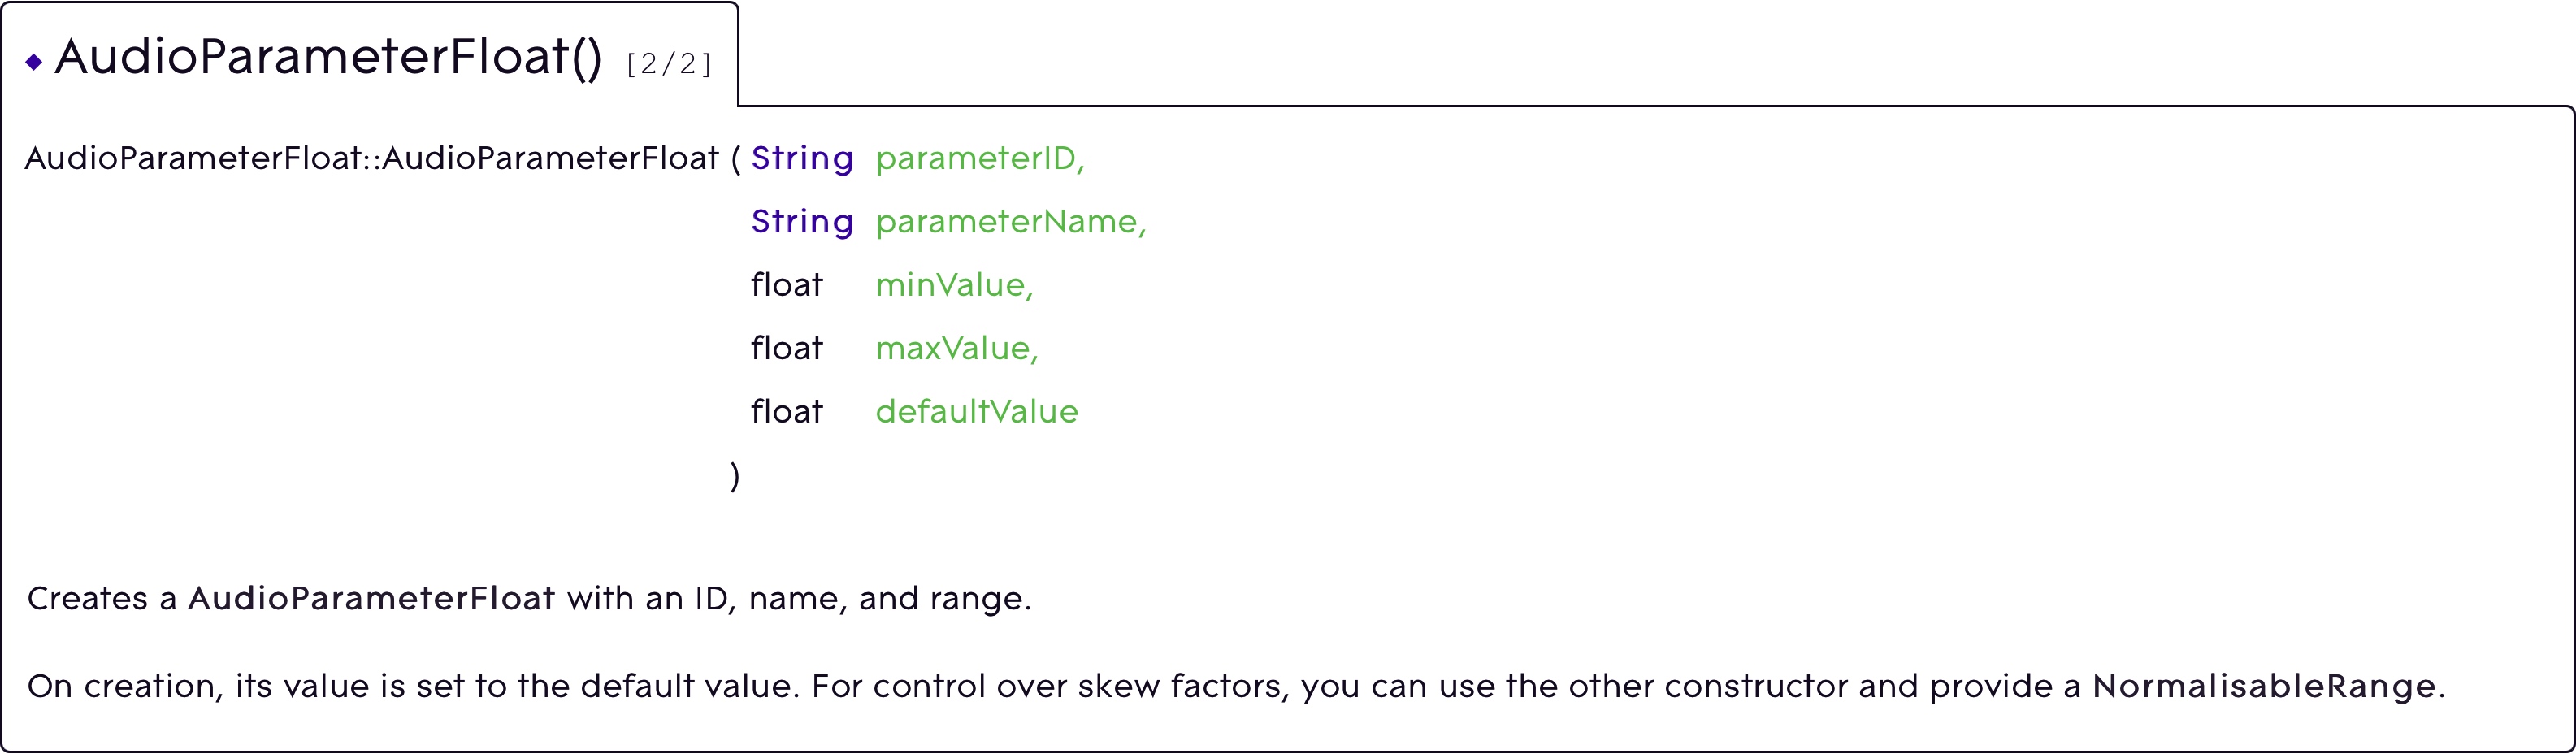 ◆ AudioParameterFloat() [2/2]
AudioParameterFloat::AudioParameterFloat ( String parameterID,
String parameterName,
float minValue,
float maxValue,
float defaultValue
)
Creates a AudioParameterFloat with an ID, name, and range.
On creation, its value is set to the default value. For control over skew factors, you can use the other constructor and provide a NormalisableRange.